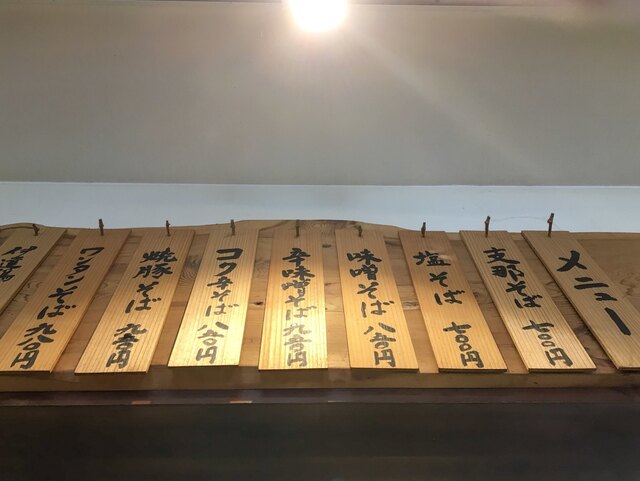 メニュー
支那そば 七〇〇円
塩そば 七〇〇円
味噌そば 八五〇円
辛味噌そば 九五〇円
コク辛そば 八〇〇円
焼豚そば 九五〇円
ワンタンそば 九〇〇円